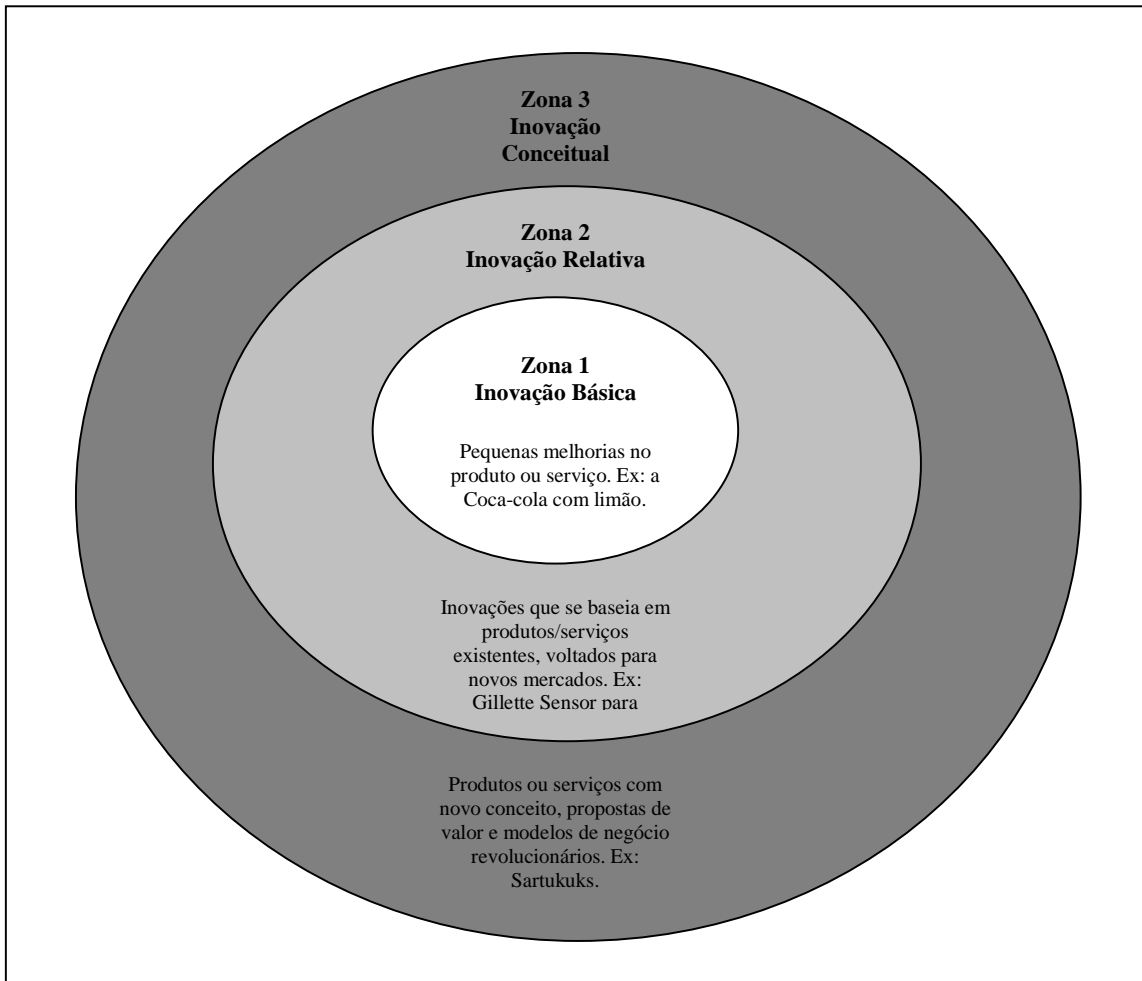 Zona 3
Inovação
Conceitual
Zona 2
Inovação Relativa
Zona 1
Inovação Básica
Pequenas melhorias no
produto ou serviço. Ex: a
Coca-cola com limão.
Inovações que se baseia em
produtos/serviços
existentes, voltados para
novos mercados. Ex:
Gillette Sensor para
Produtos ou serviços com
novo conceito, propostas de
valor e modelos de negócio
revolucionários. Ex:
Sartukuks.